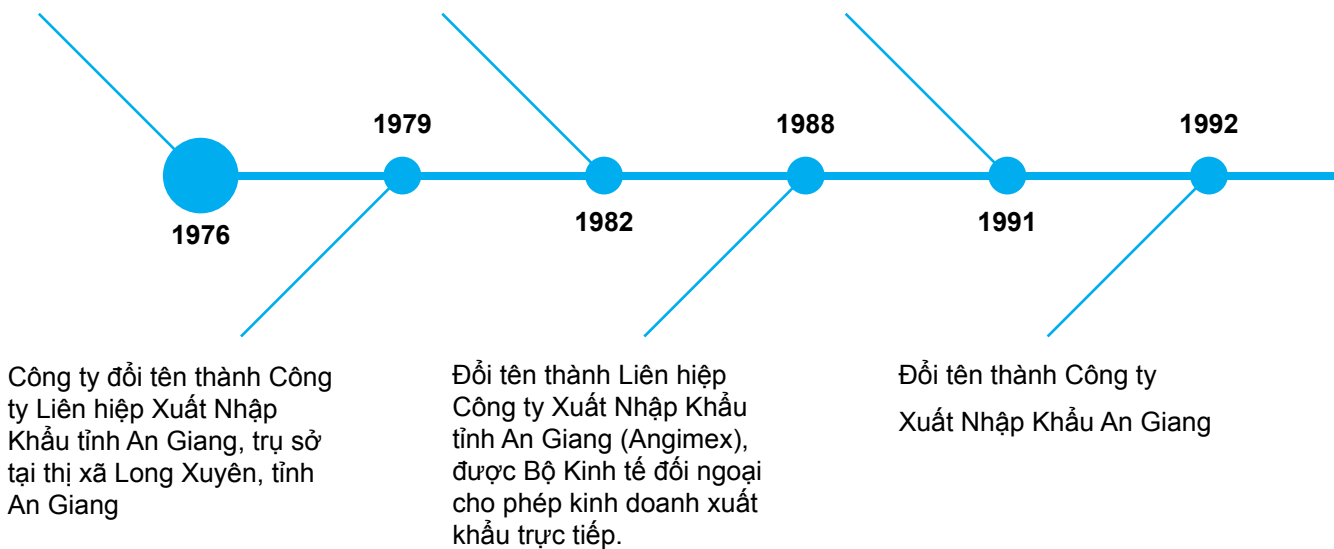 1979
1988
1992
1976
1982
1991
Công ty đổi tên thành Công
ty Liên hiệp Xuất Nhập
Khẩu tỉnh An Giang, trụ sở
tại thị xã Long Xuyên, tỉnh
An Giang
Đổi tên thành Liên hiệp
Công ty Xuất Nhập Khẩu
tỉnh An Giang (Angimex),
được Bộ Kinh tế đối ngoại
cho phép kinh doanh xuất
khẩu trực tiếp.
Đổi tên thành Công ty
Xuất Nhập Khẩu An Giang